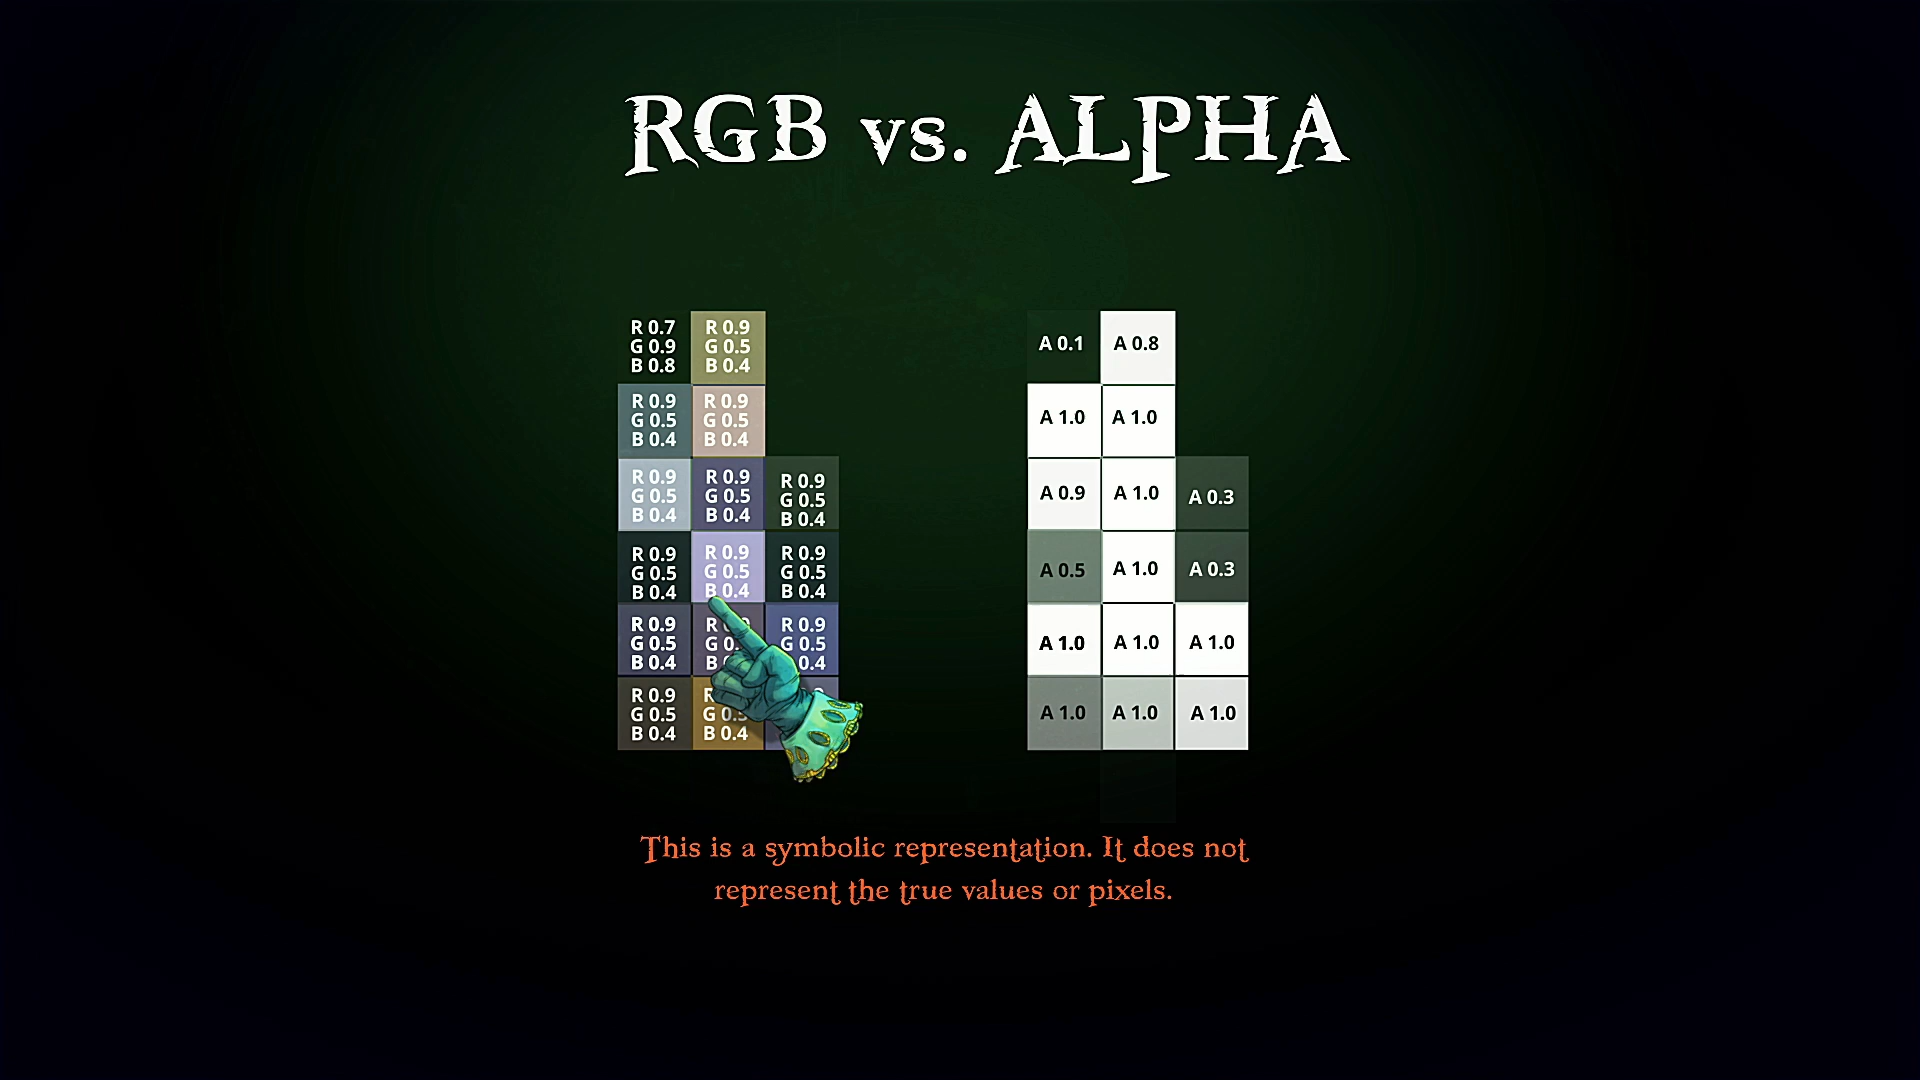 RGB vs. ALPHA
R 0.7 R 0.9
G 0.9 G 0.5
B 0.8 B 0.4
A 0.1 A 0.8
R 0.9 R 0.9
G 0.5 G 0.5
B 0.4 B 0.4
A 1.0 A 1.0
R 0.9 R 0.9 R 0.9
G 0.5 G 0.5 G 0.5
B 0.4 B 0.4 B 0.4
A 0.9 A 1.0 A 0.3
R 0.9 R 0.9 R 0.9
G 0.5 G 0.5 G 0.5
B 0.4 B 0.4 B 0.4
A 0.5 A 1.0 A 0.3
R 0.9 R R 0.9
G 0.5 G G 0.5
B 0.4 B 0.4
A 1.0 A 1.0 A 1.0
R 0.9 R
G 0.5 G 0.5
B 0.4 B 0.4
A 1.0 A 1.0 A 1.0
This is a symbolic representation. It does not
represent the true values or pixels.